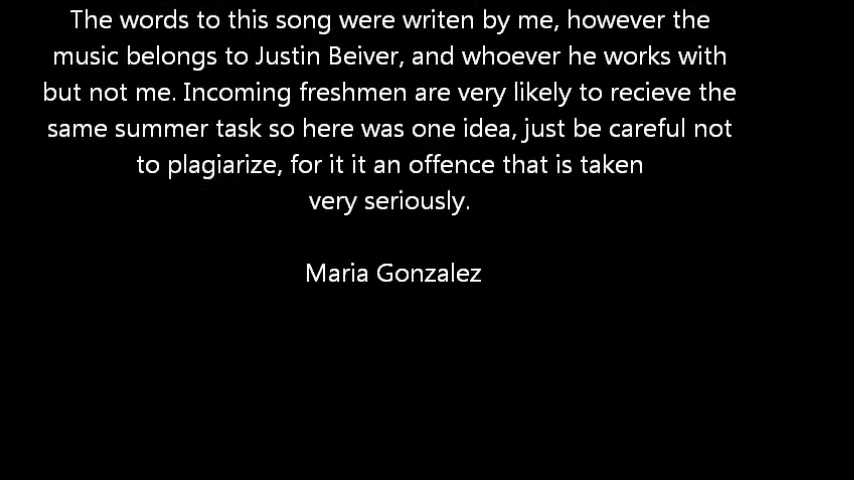 The words to this song were writen by me, however the
music belongs to Justin Beiver, and whoever he works with
but not me. Incoming freshmen are very likely to recieve the
same summer task so here was one idea, just be careful not
to plagiarize, for it it an offence that is taken
very seriously.
Maria Gonzalez